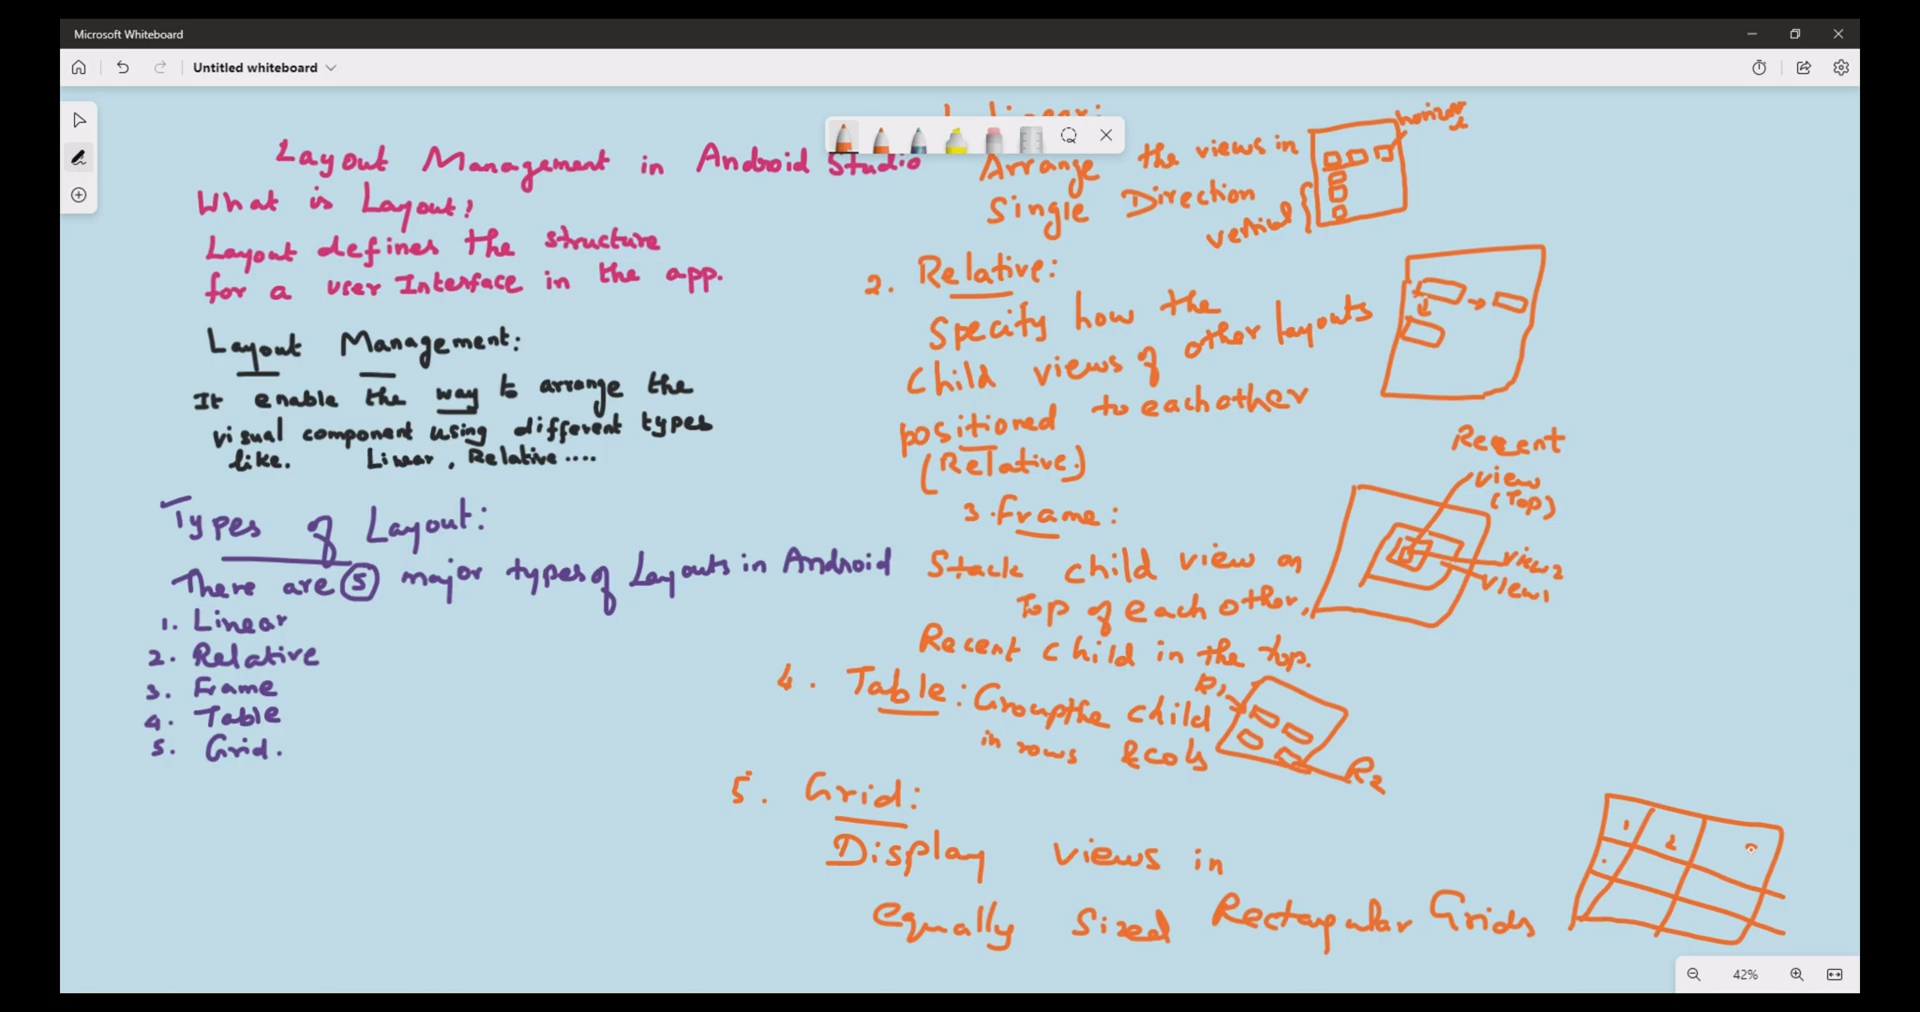 Microsoft Whiteboard
Untitled whiteboard
Layout Management in Android Studio
What is Layout?
Layout defines the structure
for a user Interface in the app.
Layout Management:
It enable the way to arrange the
visual component using different types
like. Linear, Relative....
Types of Layout:
There are 5 major types of Layouts in Android
1. Linear
2. Relative
3. Frame
4. Table
5. Grid.
Arrange the views in
Single Direction
vertical
2. Relative:
Specify how the
child views of other layouts
positioned to each other
(Relative.)
3. Frame:
Stack child view on
Top of each other,
Recent child in the top.
Recent
view
(Top)
view2
view1
4. Table: Group the child
in rows & cols
R1
R2
5. Grid:
Display views in
equally Sized Rectangular Grids
1 2
42%